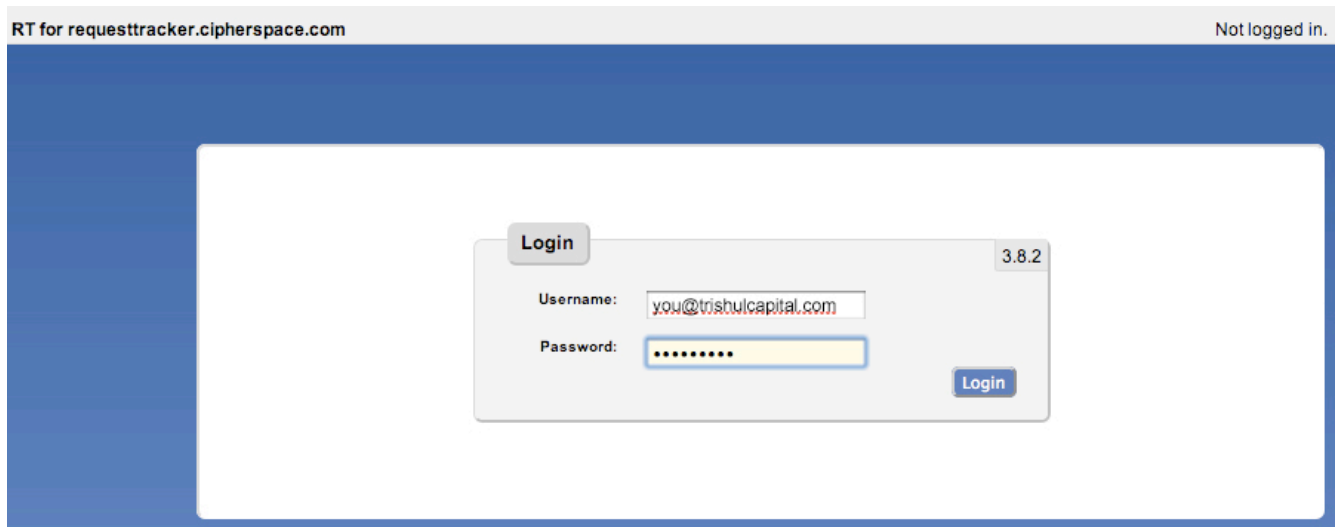 RT for requesttracker.cipherspace.com Not logged in.
Login
3.8.2
Username: you@trishulcapital.com
Password: •••••••••
Login